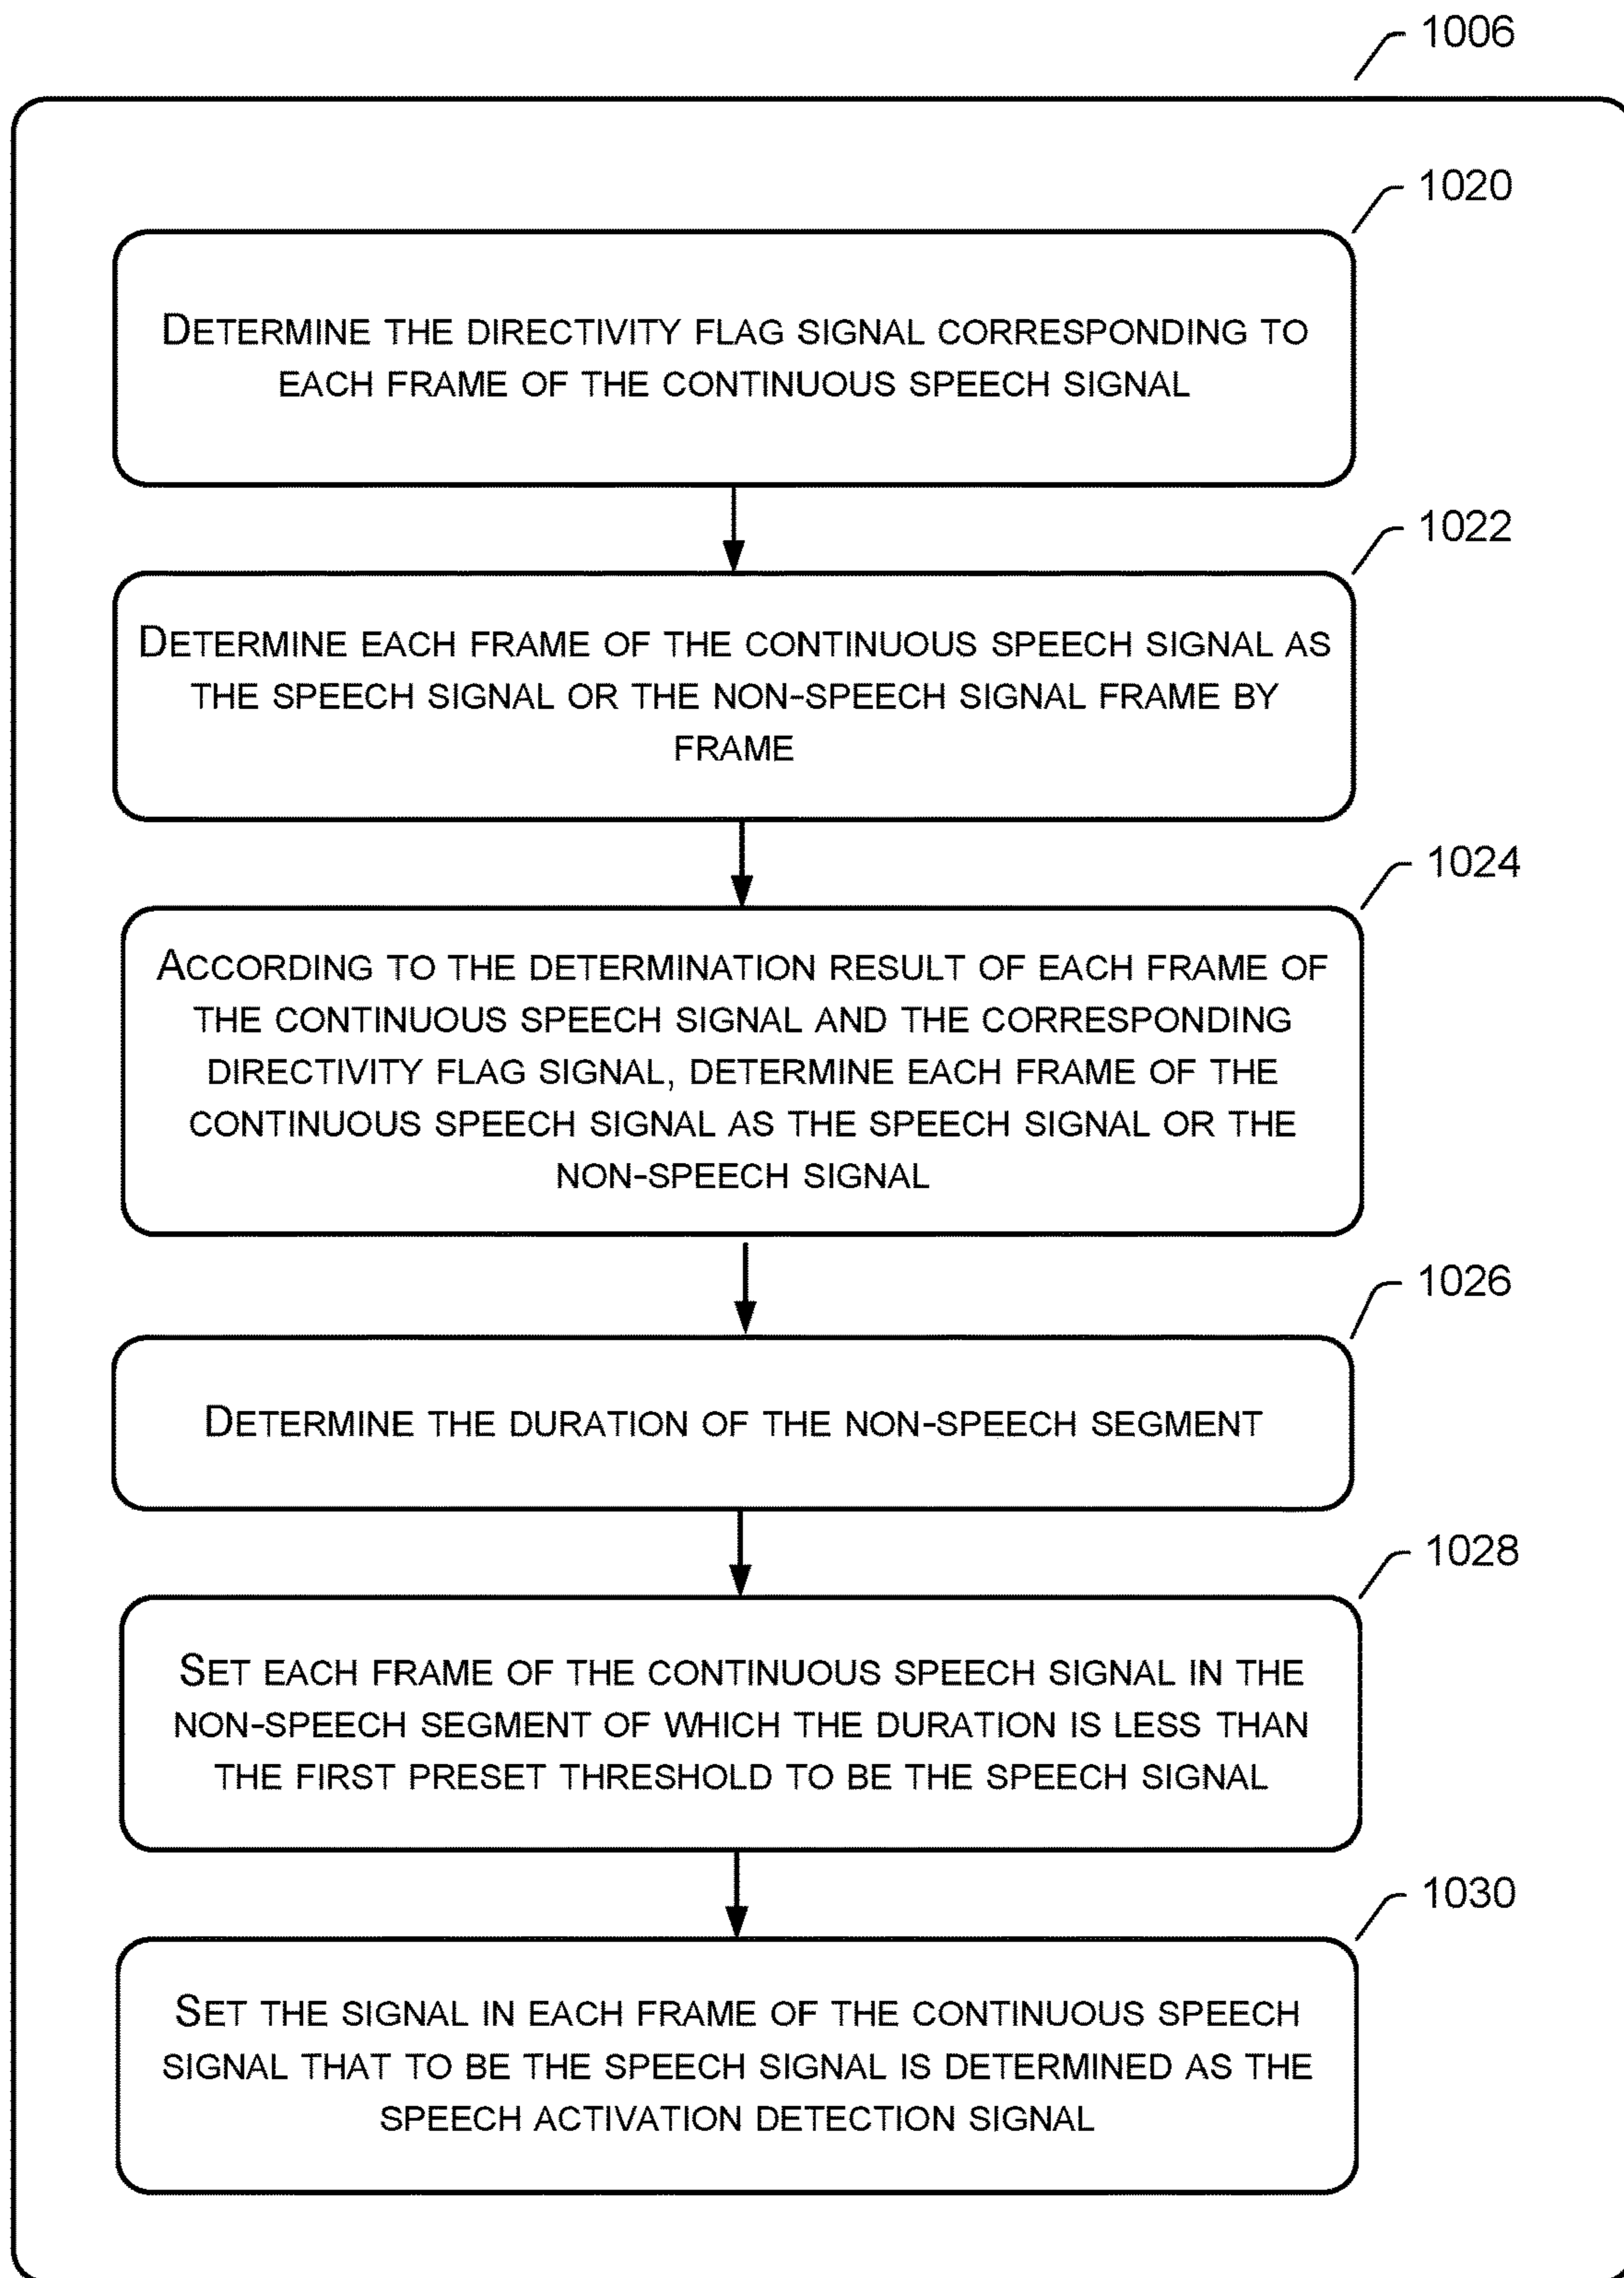 1006
1020
DETERMINE THE DIRECTIVITY FLAG SIGNAL CORRESPONDING TO
EACH FRAME OF THE CONTINUOUS SPEECH SIGNAL
1022
DETERMINE EACH FRAME OF THE CONTINUOUS SPEECH SIGNAL AS
THE SPEECH SIGNAL OR THE NON-SPEECH SIGNAL FRAME BY
FRAME
1024
ACCORDING TO THE DETERMINATION RESULT OF EACH FRAME OF
THE CONTINUOUS SPEECH SIGNAL AND THE CORRESPONDING
DIRECTIVITY FLAG SIGNAL, DETERMINE EACH FRAME OF THE
CONTINUOUS SPEECH SIGNAL AS THE SPEECH SIGNAL OR THE
NON-SPEECH SIGNAL
1026
DETERMINE THE DURATION OF THE NON-SPEECH SEGMENT
1028
SET EACH FRAME OF THE CONTINUOUS SPEECH SIGNAL IN THE
NON-SPEECH SEGMENT OF WHICH THE DURATION IS LESS THAN
THE FIRST PRESET THRESHOLD TO BE THE SPEECH SIGNAL
1030
SET THE SIGNAL IN EACH FRAME OF THE CONTINUOUS SPEECH
SIGNAL THAT TO BE THE SPEECH SIGNAL IS DETERMINED AS THE
SPEECH ACTIVATION DETECTION SIGNAL